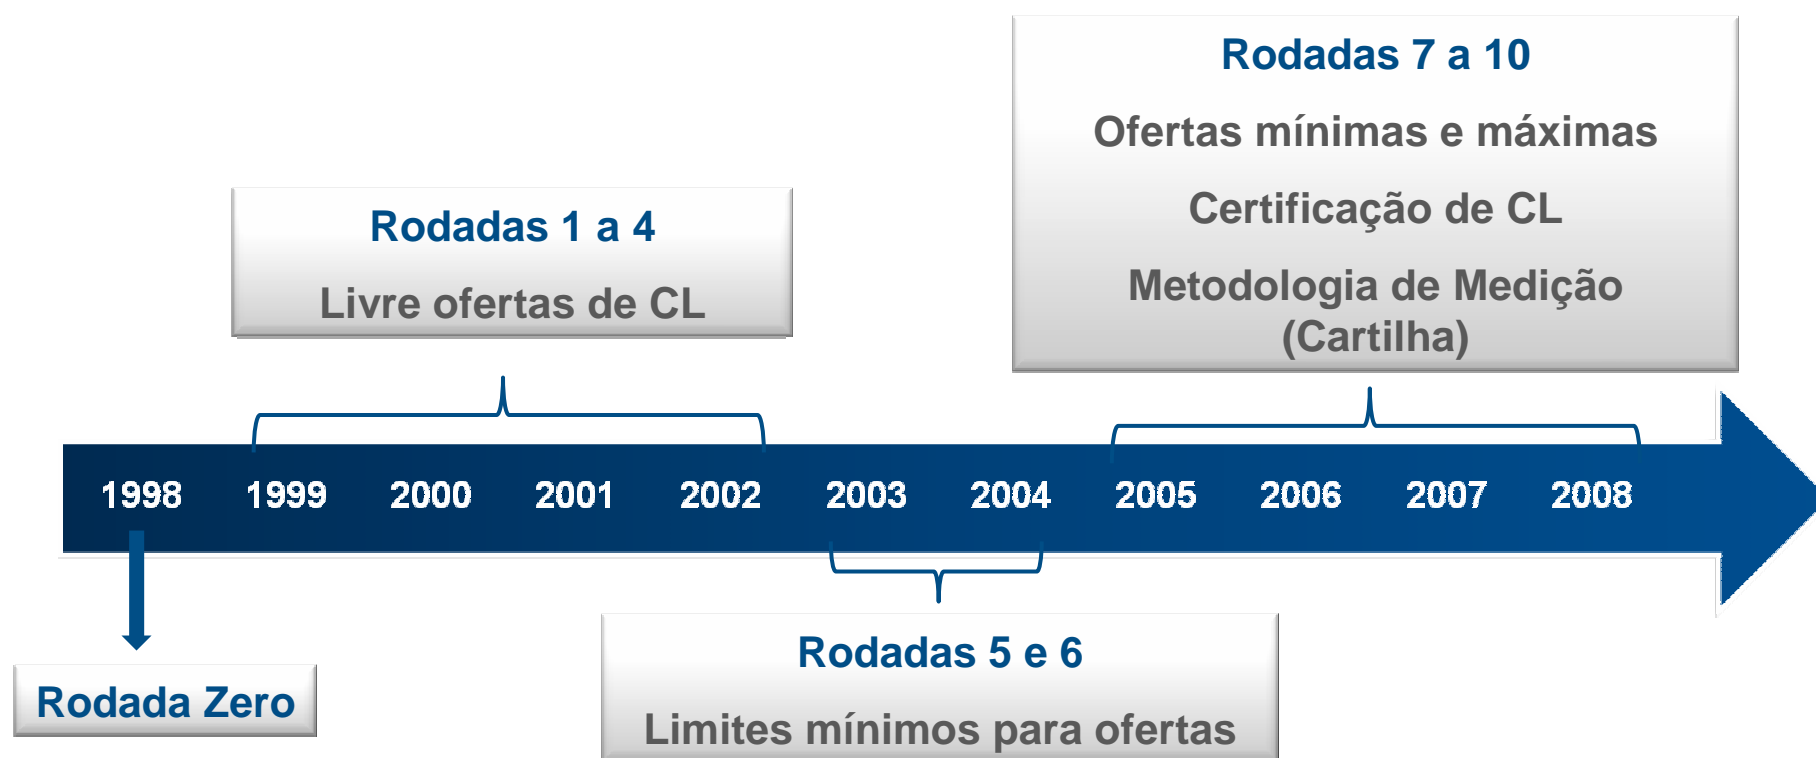 Rodadas 7 a 10
Ofertas mínimas e máximas
Certificação de CL
Metodologia de Medição
(Cartilha)
Rodadas 1 a 4
Livre ofertas de CL
1998 1999 2000 2001 2002 2003 2004 2005 2006 2007 2008
Rodada Zero
Rodadas 5 e 6
Limites mínimos para ofertas